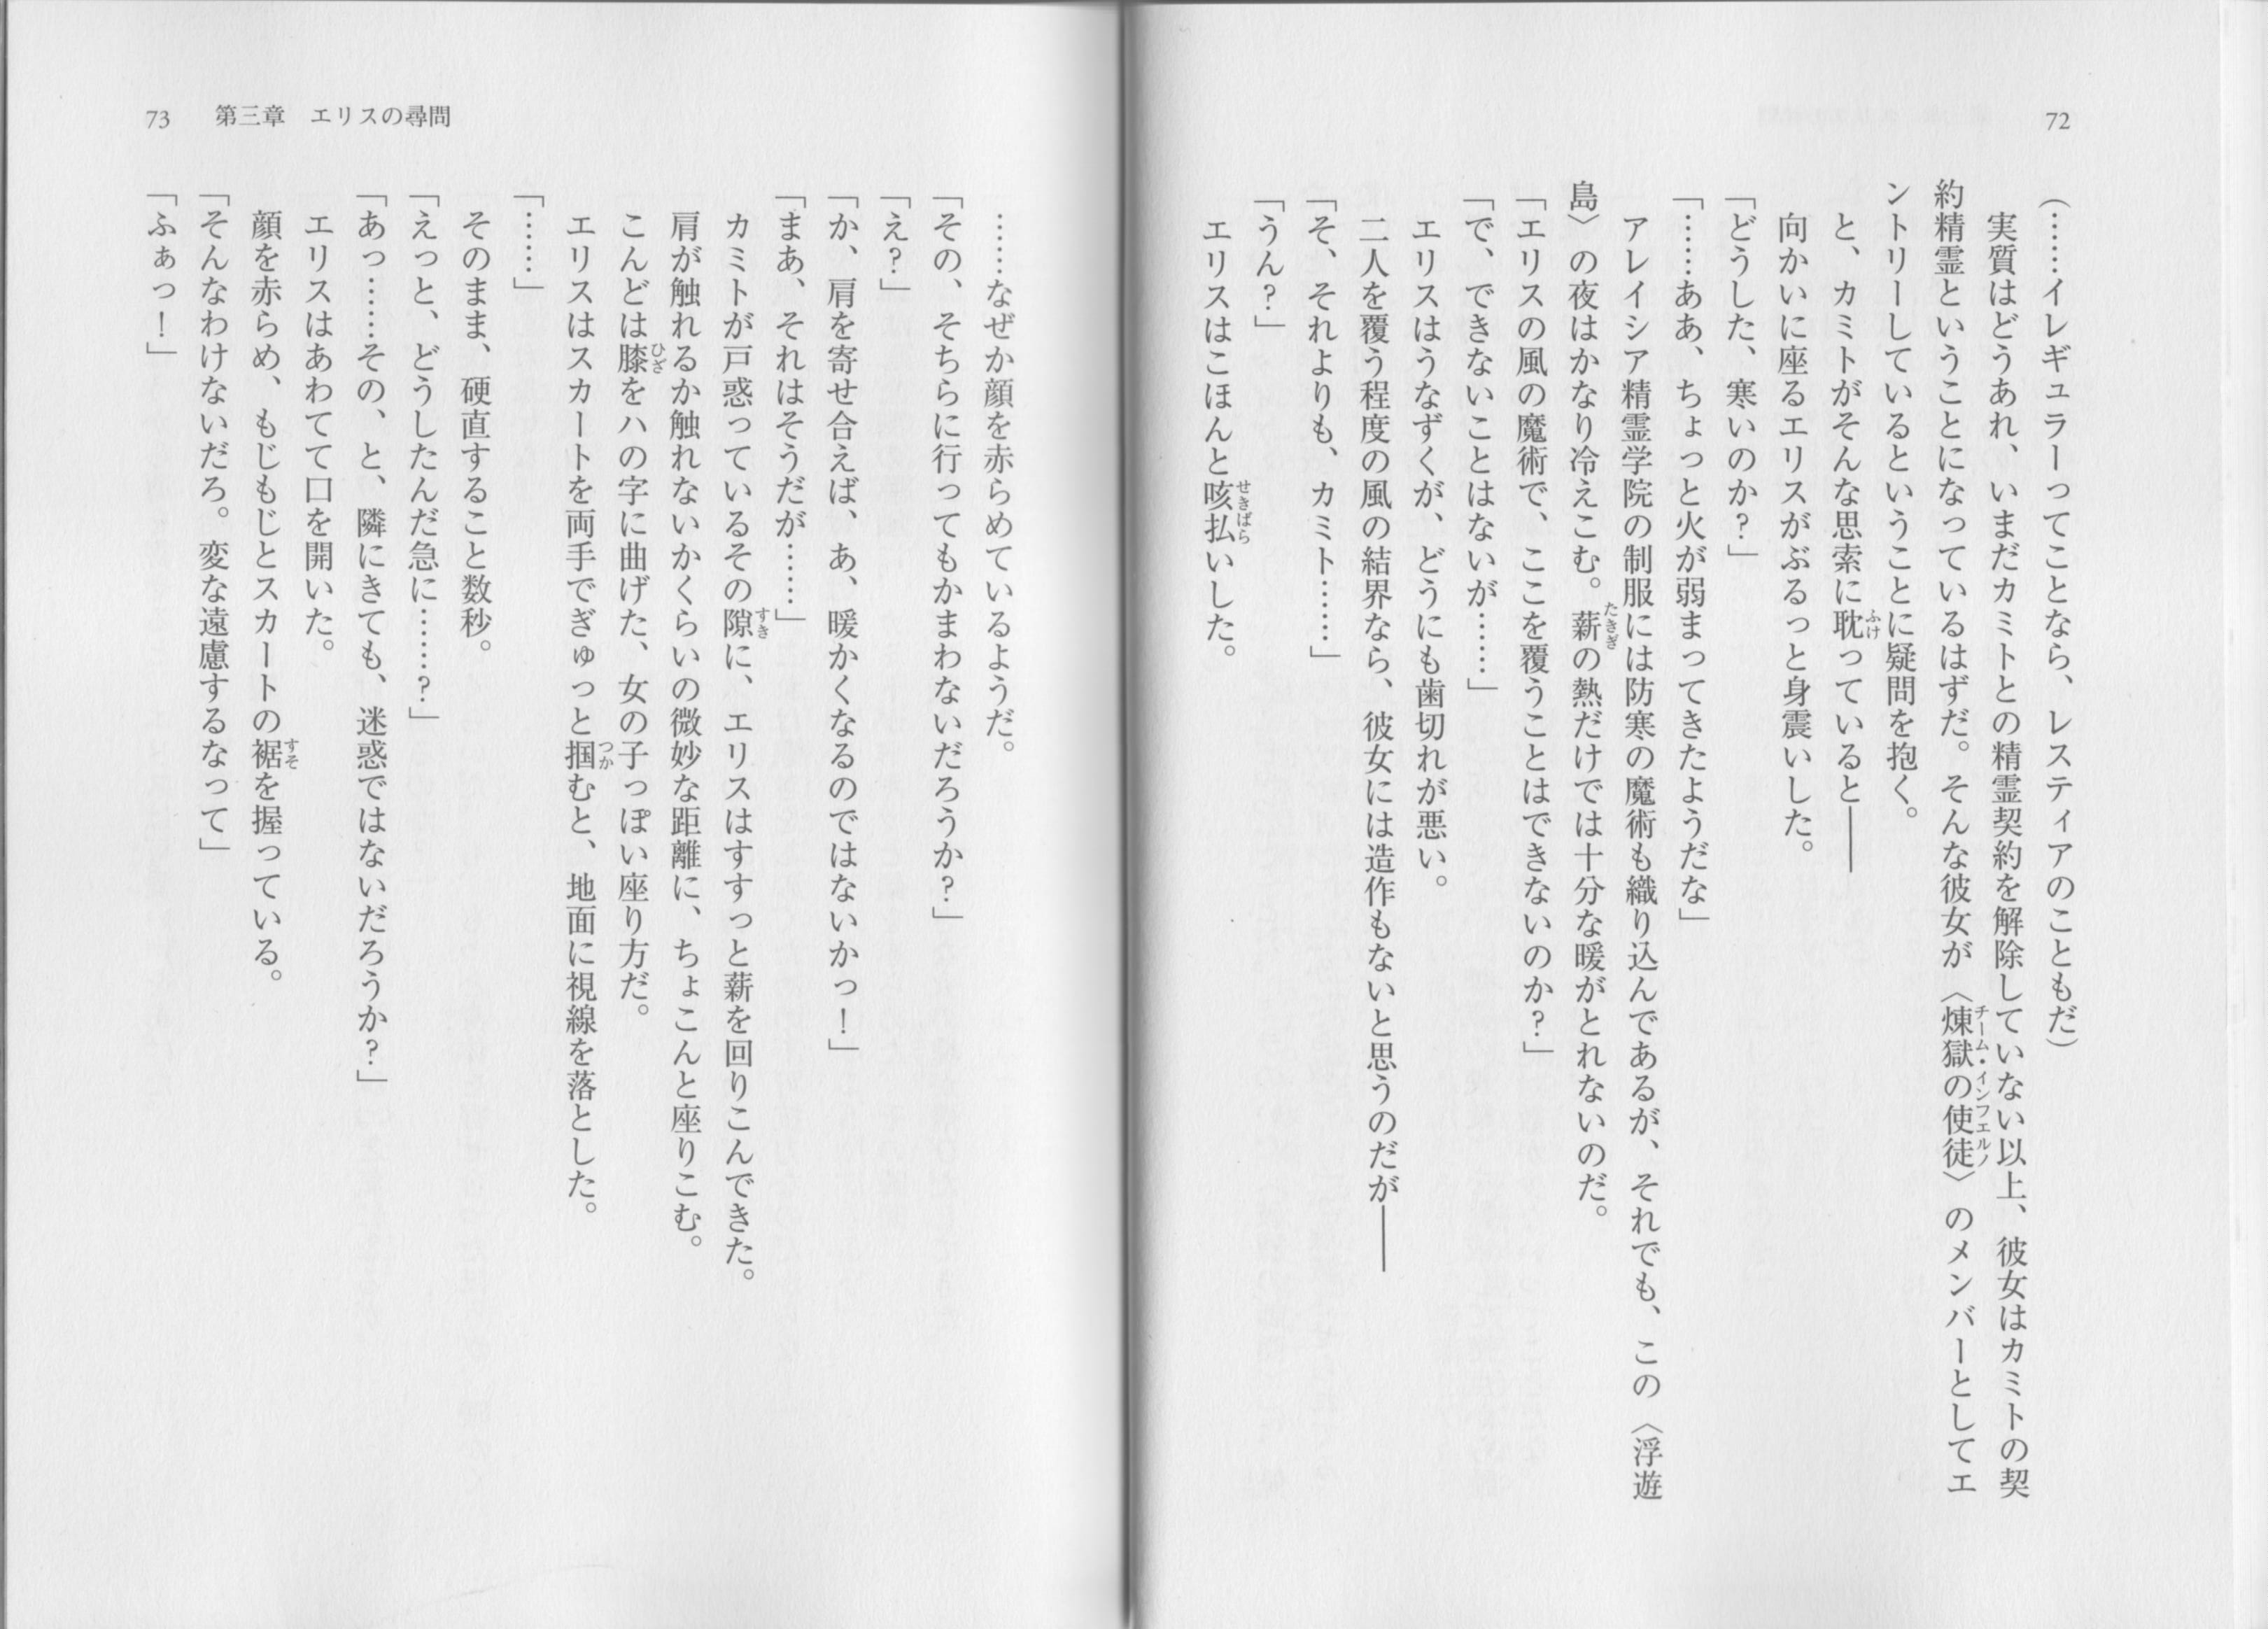 72
(……イレギュラーってことなら、レスティアのこともだ)
実質はどうあれ、いまだカミトとの精霊契約を解除していない以上、彼女はカミトの契
約精霊ということになっているはずだ。そんな彼女が〈煉獄の使徒〉のメンバーとしてエ
チーム・インフェルノ
ントリーしているということに疑問を抱く。
と、カミトがそんな思索に耽っていると――
ふけ
向かいに座るエリスがぶるっと身震いした。
「どうした、寒いのか?」
「……ああ、ちょっと火が弱まってきたようだな」
アレイシア精霊学院の制服には防寒の魔術も織り込んであるが、それでも、この〈浮遊
島〉の夜はかなり冷えこむ。薪の熱だけでは十分な暖がとれないのだ。
たきぎ
「エリスの風の魔術で、ここを覆うことはできないのか?」
「で、できないことはないが……」
エリスはうなずくが、どうにも歯切れが悪い。
二人を覆う程度の風の結界なら、彼女には造作もないと思うのだが――
「そ、それよりも、カミト……」
「うん?」
エリスはこほんと咳払いした。
せきばら
73 第三章 エリスの尋問
……なぜか顔を赤らめているようだ。
「その、そちらに行ってもかまわないだろうか?」
「え?」
「か、肩を寄せ合えば、あ、暖かくなるのではないかっ!」
「まあ、それはそうだが……」
カミトが戸惑っているその隙に、エリスはすすっと薪を回りこんできた。
すき
肩が触れるか触れないかくらいの微妙な距離に、ちょこんと座りこむ。
こんどは膝をハの字に曲げた、女の子っぽい座り方だ。
ひざ
エリスはスカートを両手でぎゅっと掴むと、地面に視線を落とした。
つか
「……」
そのまま、硬直すること数秒。
「えっと、どうしたんだ急に……?」
「あっ……その、と、隣にきても、迷惑ではないだろうか?」
エリスはあわてて口を開いた。
顔を赤らめ、もじもじとスカートの裾を握っている。
すそ
「そんなわけないだろ。変な遠慮するなって」
「ふぁっ!」